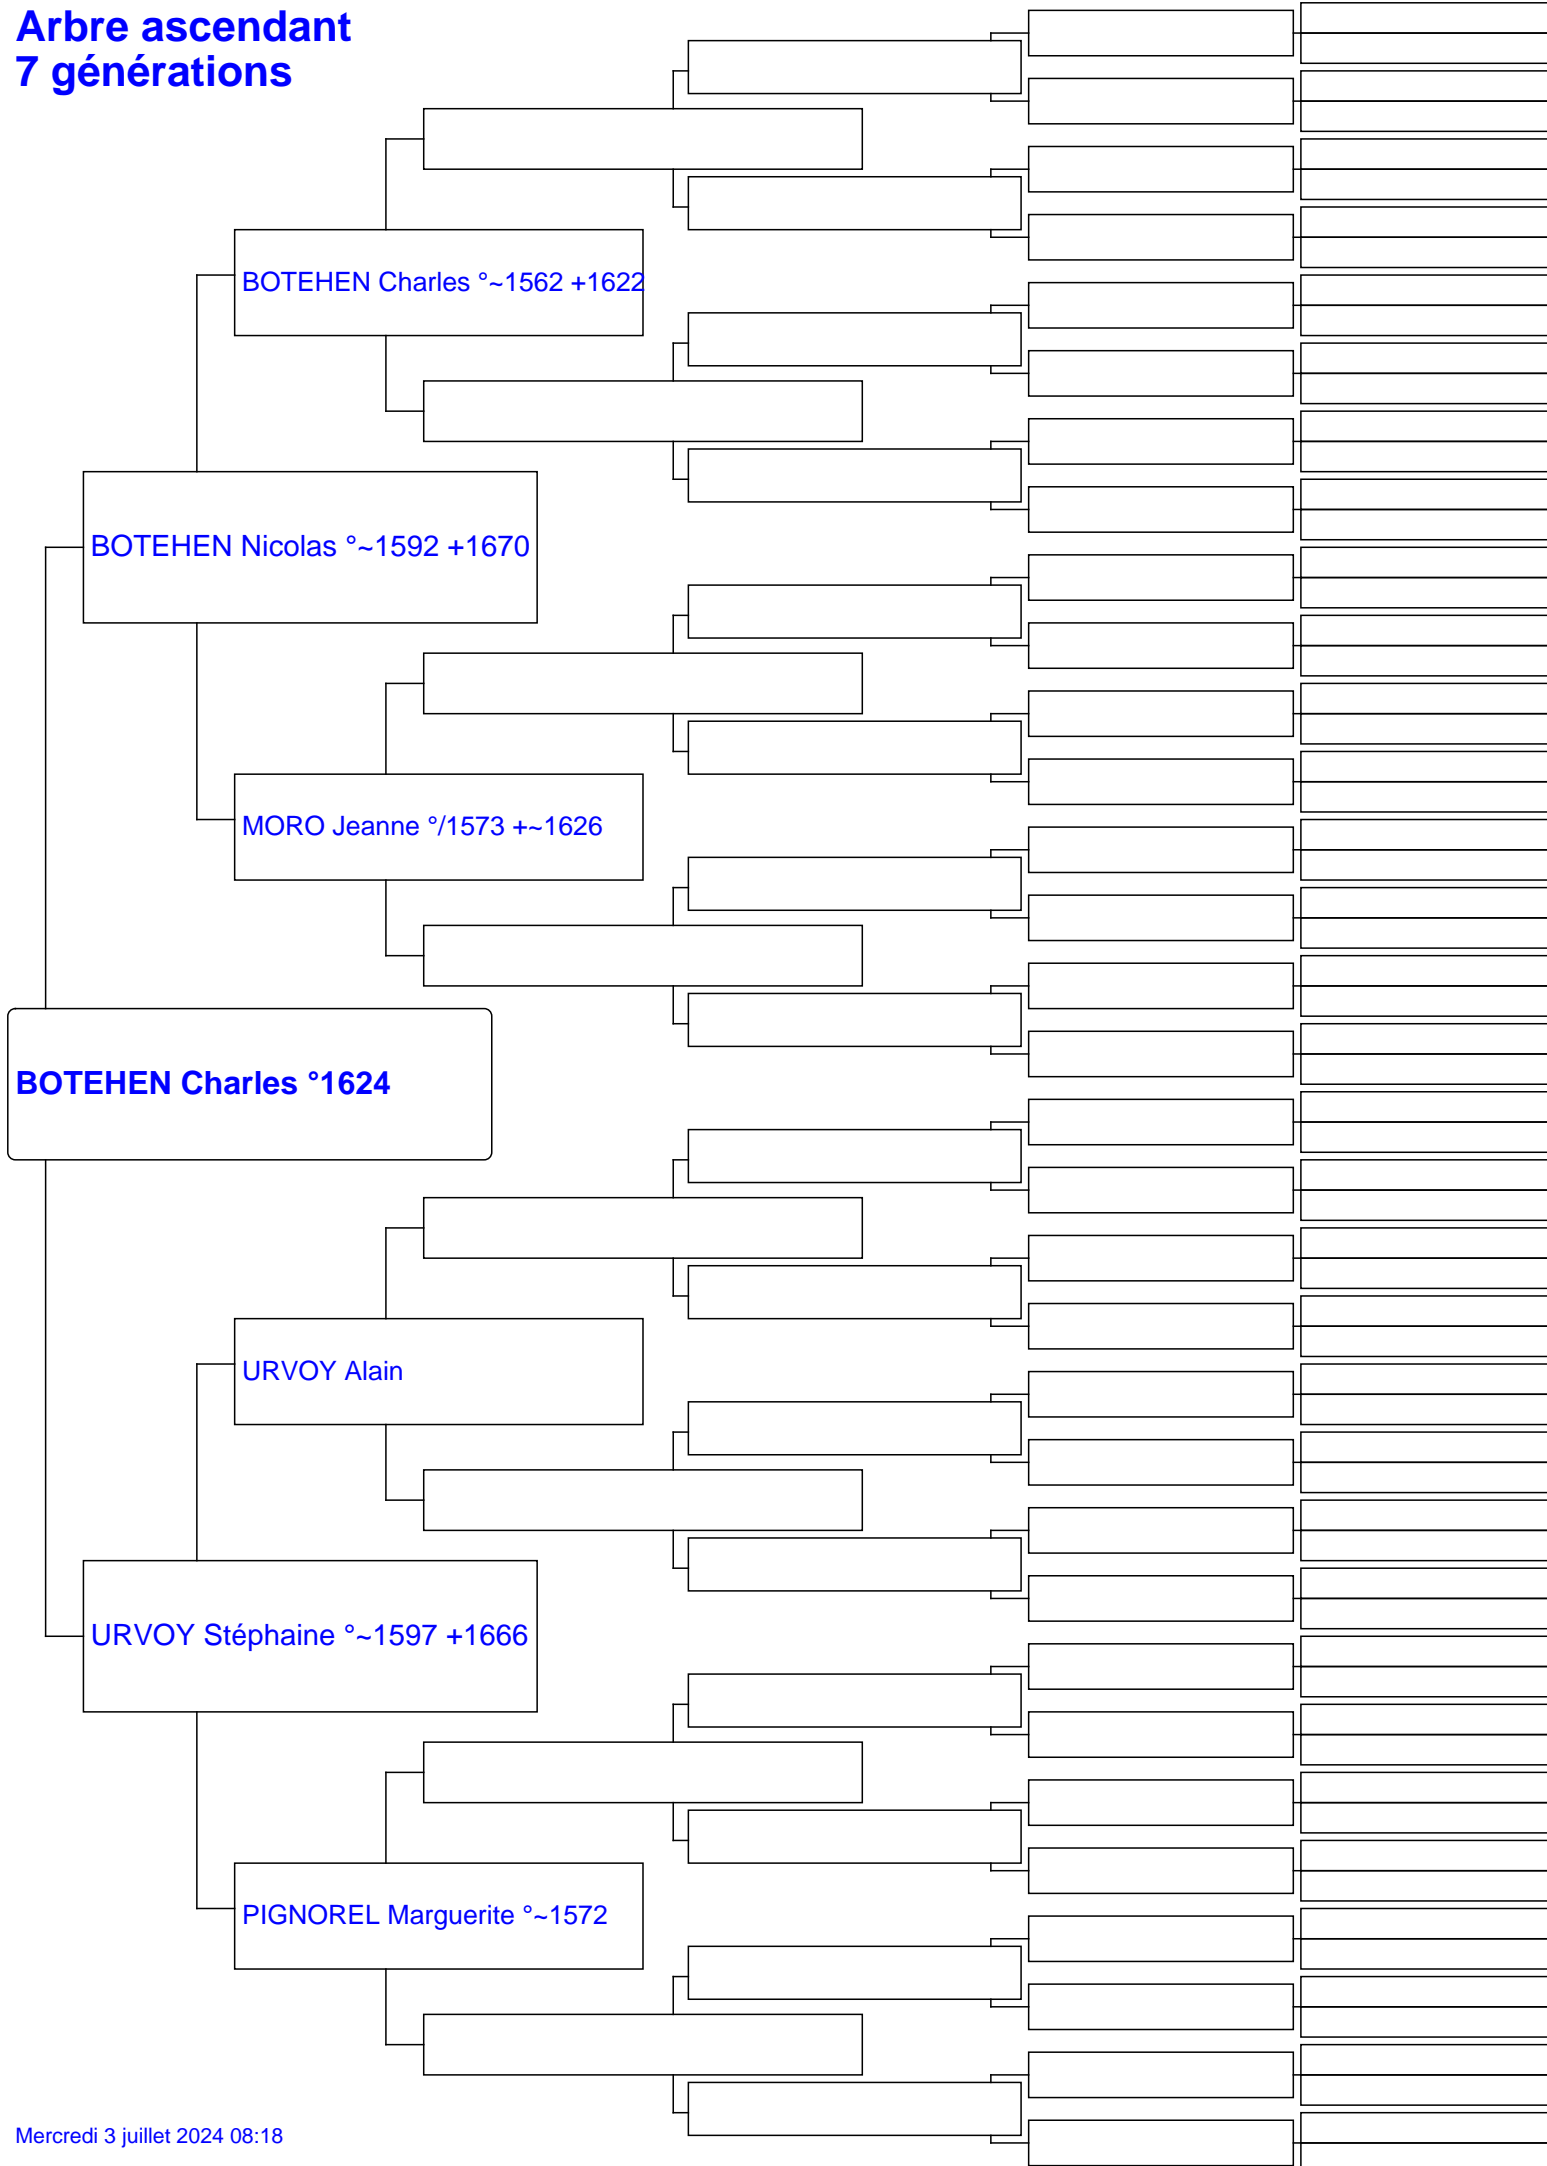 Arbre ascendant
7 générations
BOTEHEN Charles °~1562 +1622
BOTEHEN Nicolas °~1592 +1670
MORO Jeanne °/1573 +~1626
BOTEHEN Charles °1624
URVOY Alain
URVOY Stéphaine °~1597 +1666
PIGNOREL Marguerite °~1572
Mercredi 3 juillet 2024 08:18